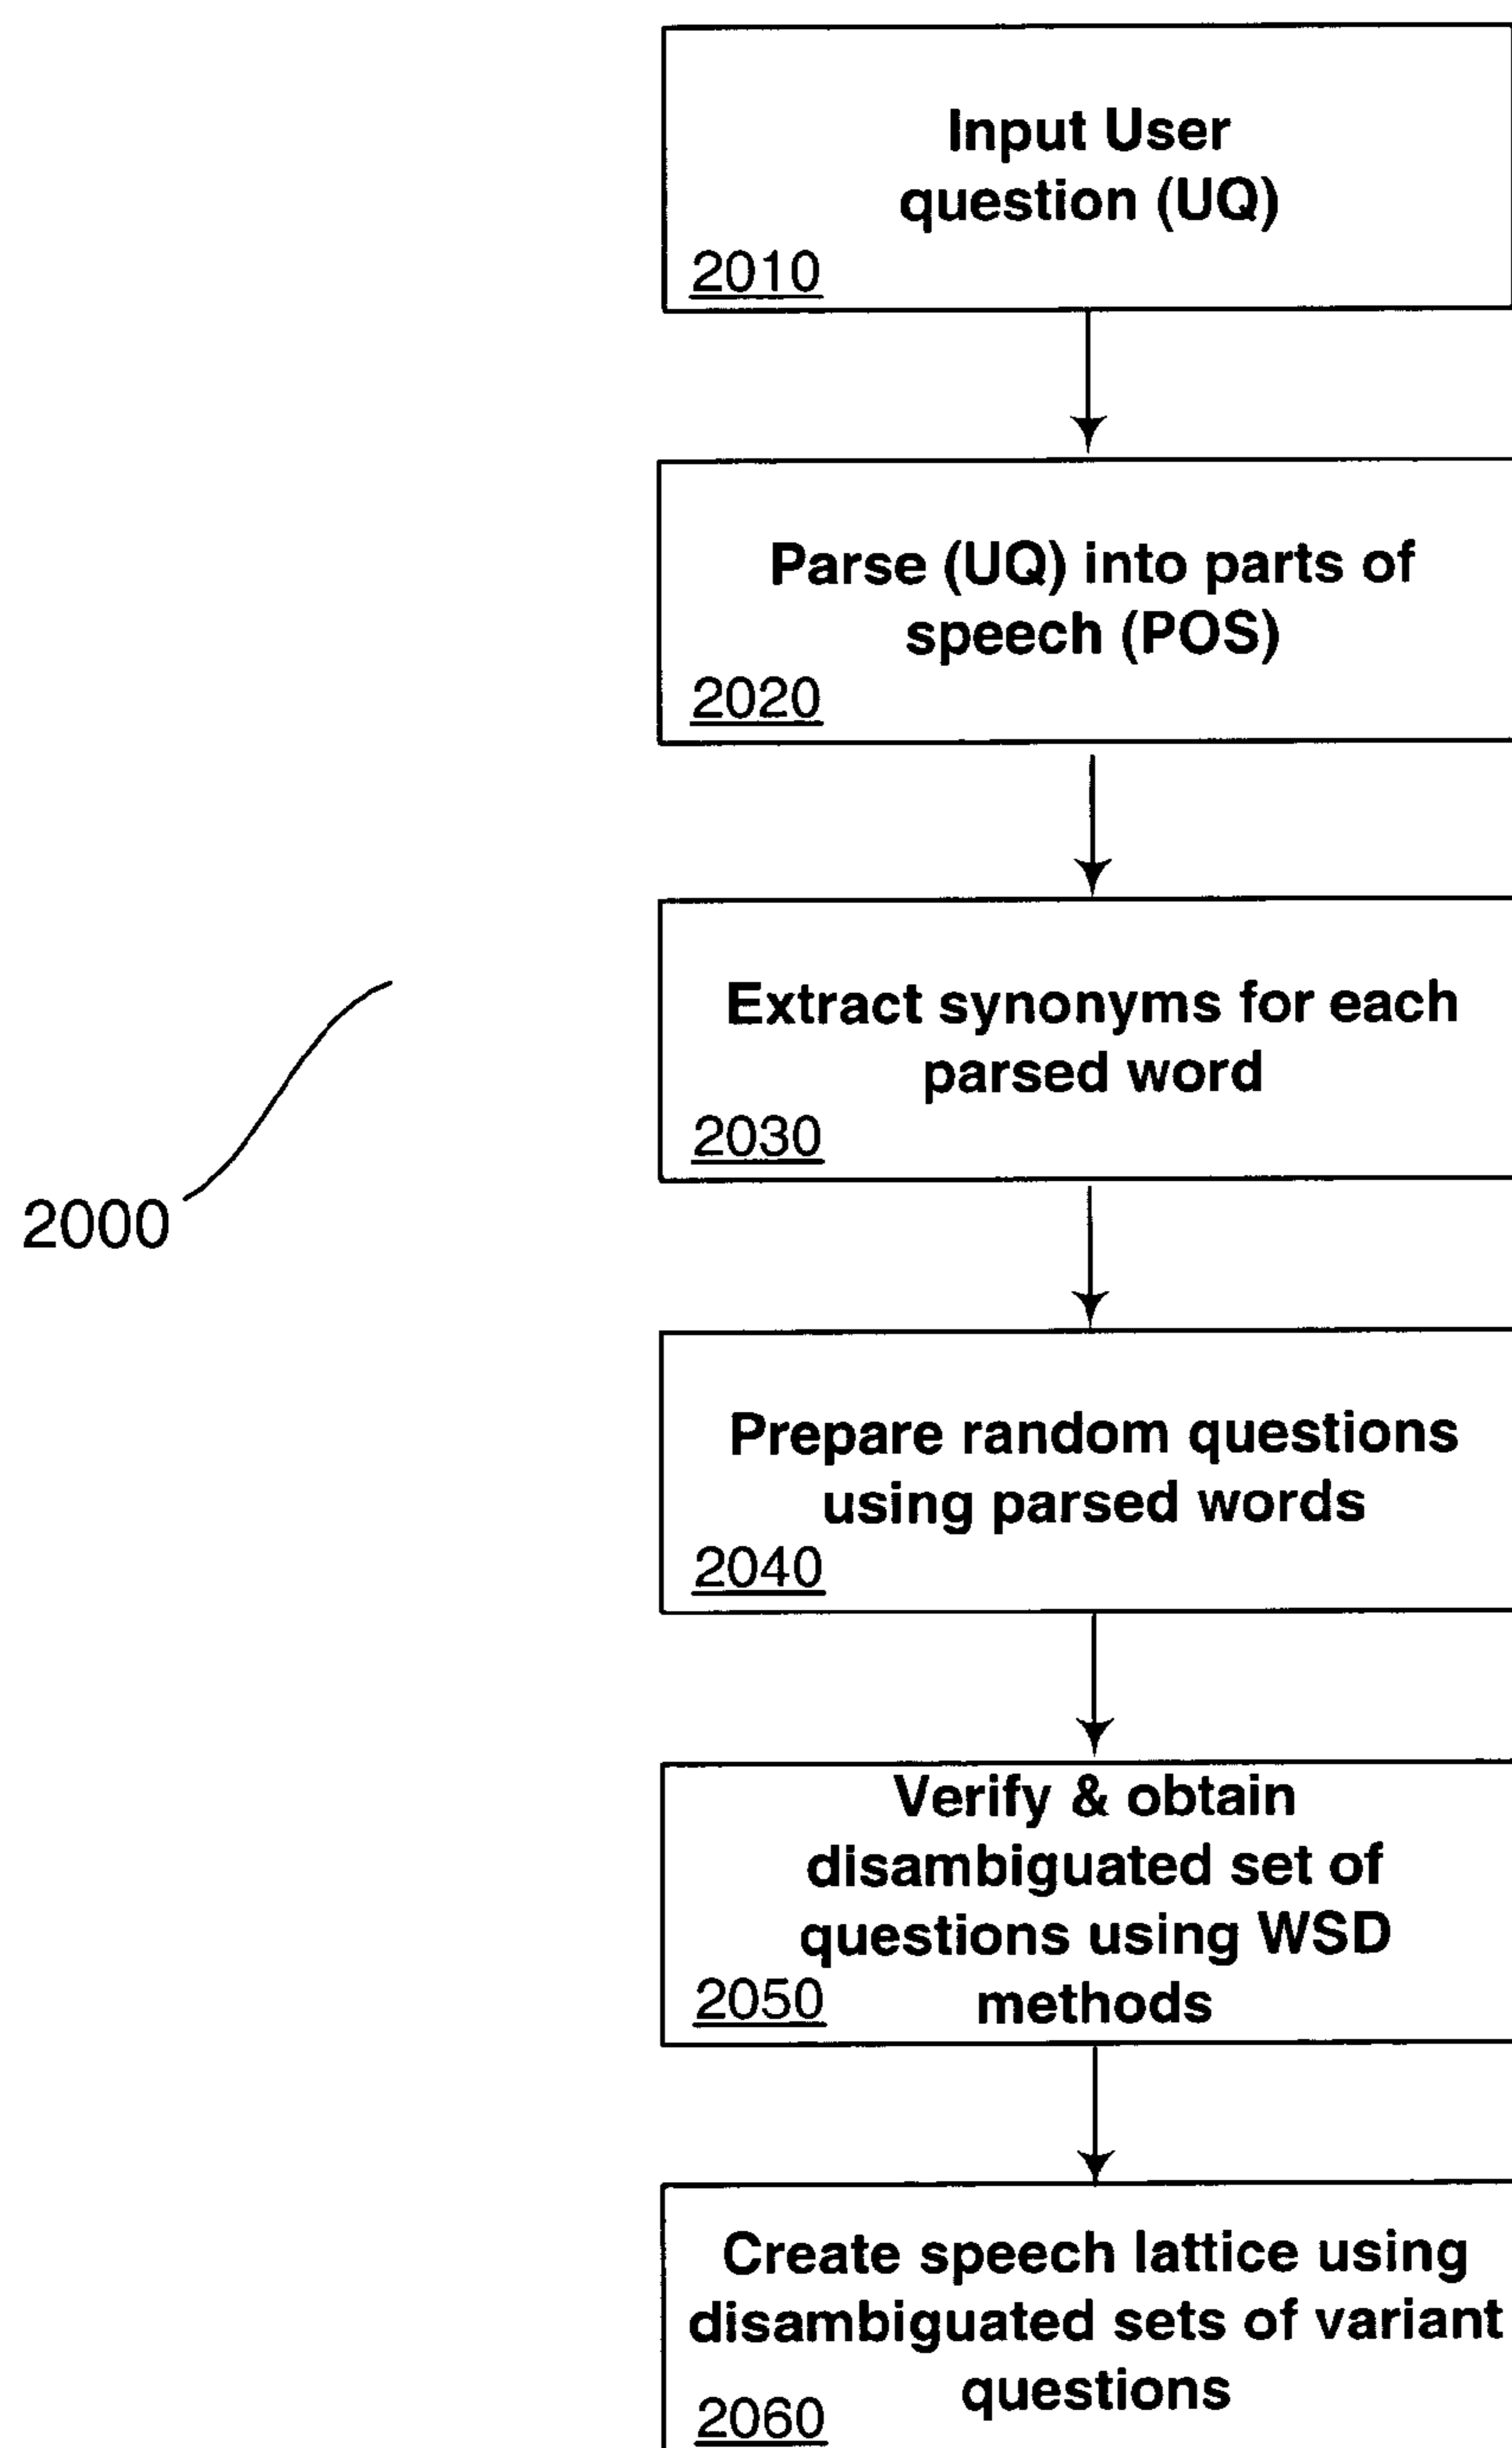 Input User
question (UQ)
2010
Parse (UQ) into parts of
speech (POS)
2020
Extract synonyms for each
parsed word
2030
2000
Prepare random questions
using parsed words
2040
Verify & obtain
disambiguated set of
questions using WSD
methods
2050
Create speech lattice using
disambiguated sets of variant
questions
2060